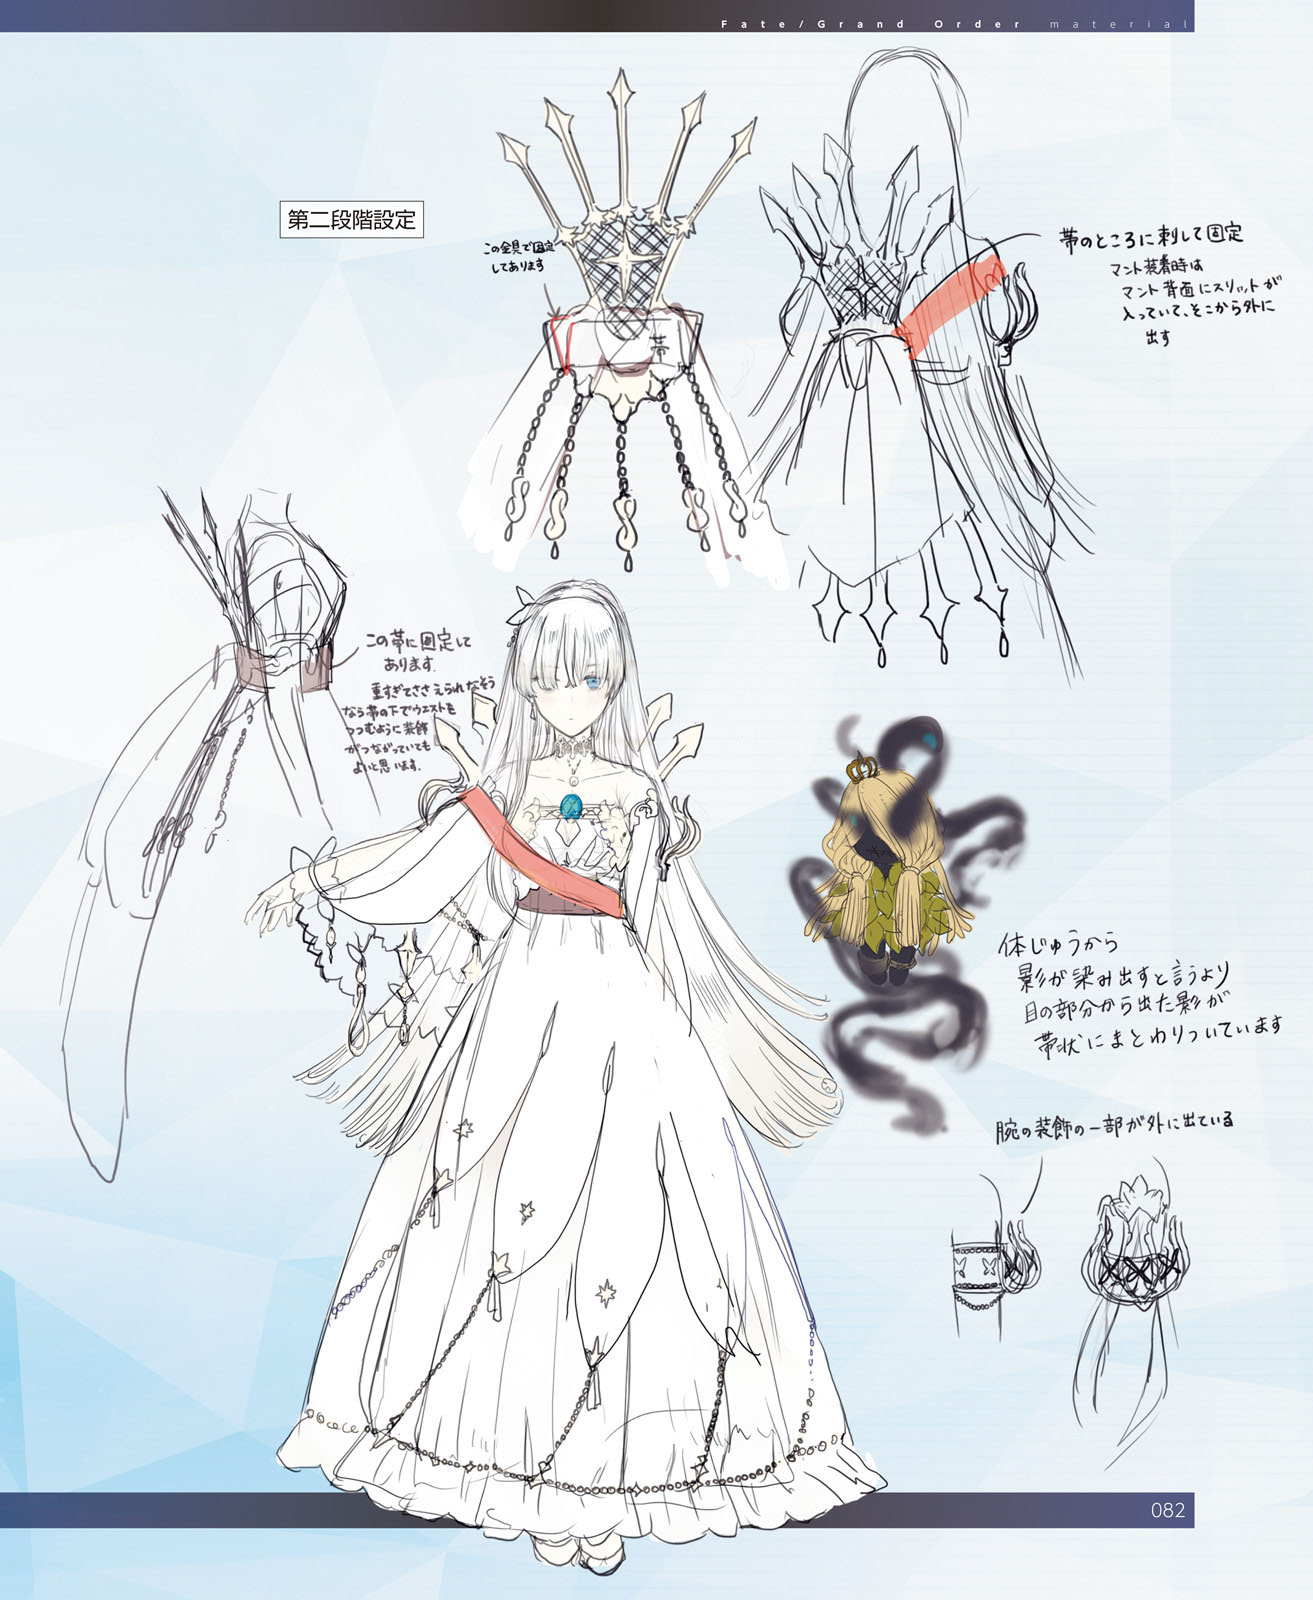 Fate/Grand Order material
第二段階設定
この金具で固定
してあります
帯
帯のところに刺して固定
マント装着時は
マント背面にスリットが
入っていて、そこから外に
出す
この帯に固定して
あります.
重すぎてささえられなそう
なら帯の下でウエストを
つつむように装飾
がつながっていても
よいと思います.
体じゅうから
影が染み出すと言うより
目の部分から出た影が
帯状にまとわりついています
腕の装飾の一部が外に出ている
082